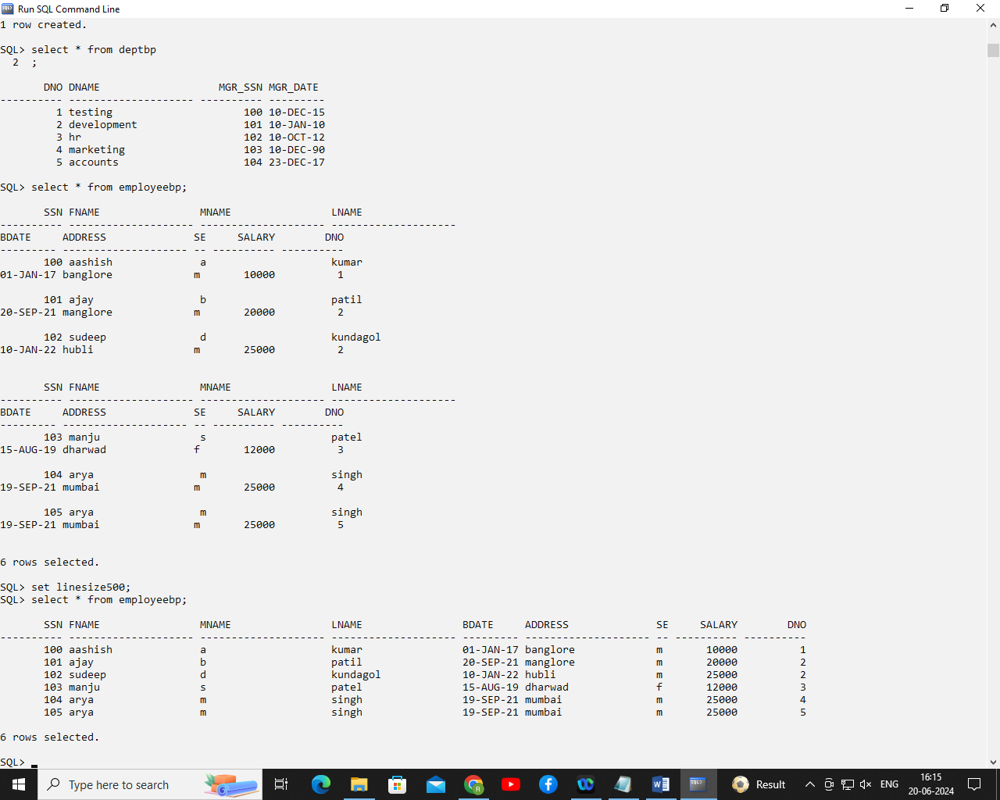 Run SQL Command Line
1 row created.
SQL> select * from deptbp
  2  ;
       DNO DNAME                   MGR_SSN MGR_DATE
---------- -------------------- ---------- ---------
         1 testing                     100 10-DEC-15
         2 development                 101 10-JAN-10
         3 hr                          102 10-OCT-12
         4 marketing                   103 10-DEC-90
         5 accounts                    104 23-DEC-17
SQL> select * from employeebp;
       SSN FNAME                MNAME                LNAME
---------- -------------------- -------------------- --------------------
BDATE     ADDRESS              SE     SALARY        DNO
--------- -------------------- -- ---------- ----------
       100 aashish              a                    kumar
01-JAN-17 banglore             m       10000          1
       101 ajay                 b                    patil
20-SEP-21 manglore             m       20000          2
       102 sudeep               d                    kundagol
10-JAN-22 hubli                m       25000          2
       SSN FNAME                MNAME                LNAME
---------- -------------------- -------------------- --------------------
BDATE     ADDRESS              SE     SALARY        DNO
--------- -------------------- -- ---------- ----------
       103 manju                s                    patel
15-AUG-19 dharwad              f       12000          3
       104 arya                 m                    singh
19-SEP-21 mumbai               m       25000          4
       105 arya                 m                    singh
19-SEP-21 mumbai               m       25000          5
6 rows selected.
SQL> set linesize500;
SQL> select * from employeebp;
       SSN FNAME                MNAME                LNAME                BDATE     ADDRESS              SE     SALARY        DNO
---------- -------------------- -------------------- -------------------- --------- -------------------- -- ---------- ----------
       100 aashish              a                    kumar                01-JAN-17 banglore             m       10000          1
       101 ajay                 b                    patil                20-SEP-21 manglore             m       20000          2
       102 sudeep               d                    kundagol             10-JAN-22 hubli                m       25000          2
       103 manju                s                    patel                15-AUG-19 dharwad              f       12000          3
       104 arya                 m                    singh                19-SEP-21 mumbai               m       25000          4
       105 arya                 m                    singh                19-SEP-21 mumbai               m       25000          5
6 rows selected.
SQL>
Type here to search
Result
ENG
16:15
20-06-2024